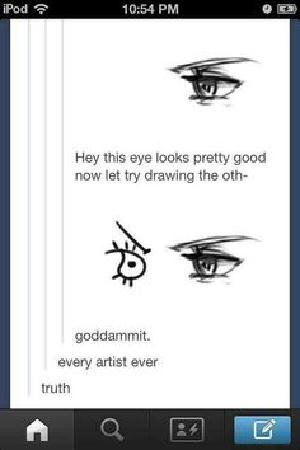 iPod 10:54 PM
Hey this eye looks pretty good
now let try drawing the oth-
goddammit.
every artist ever
truth